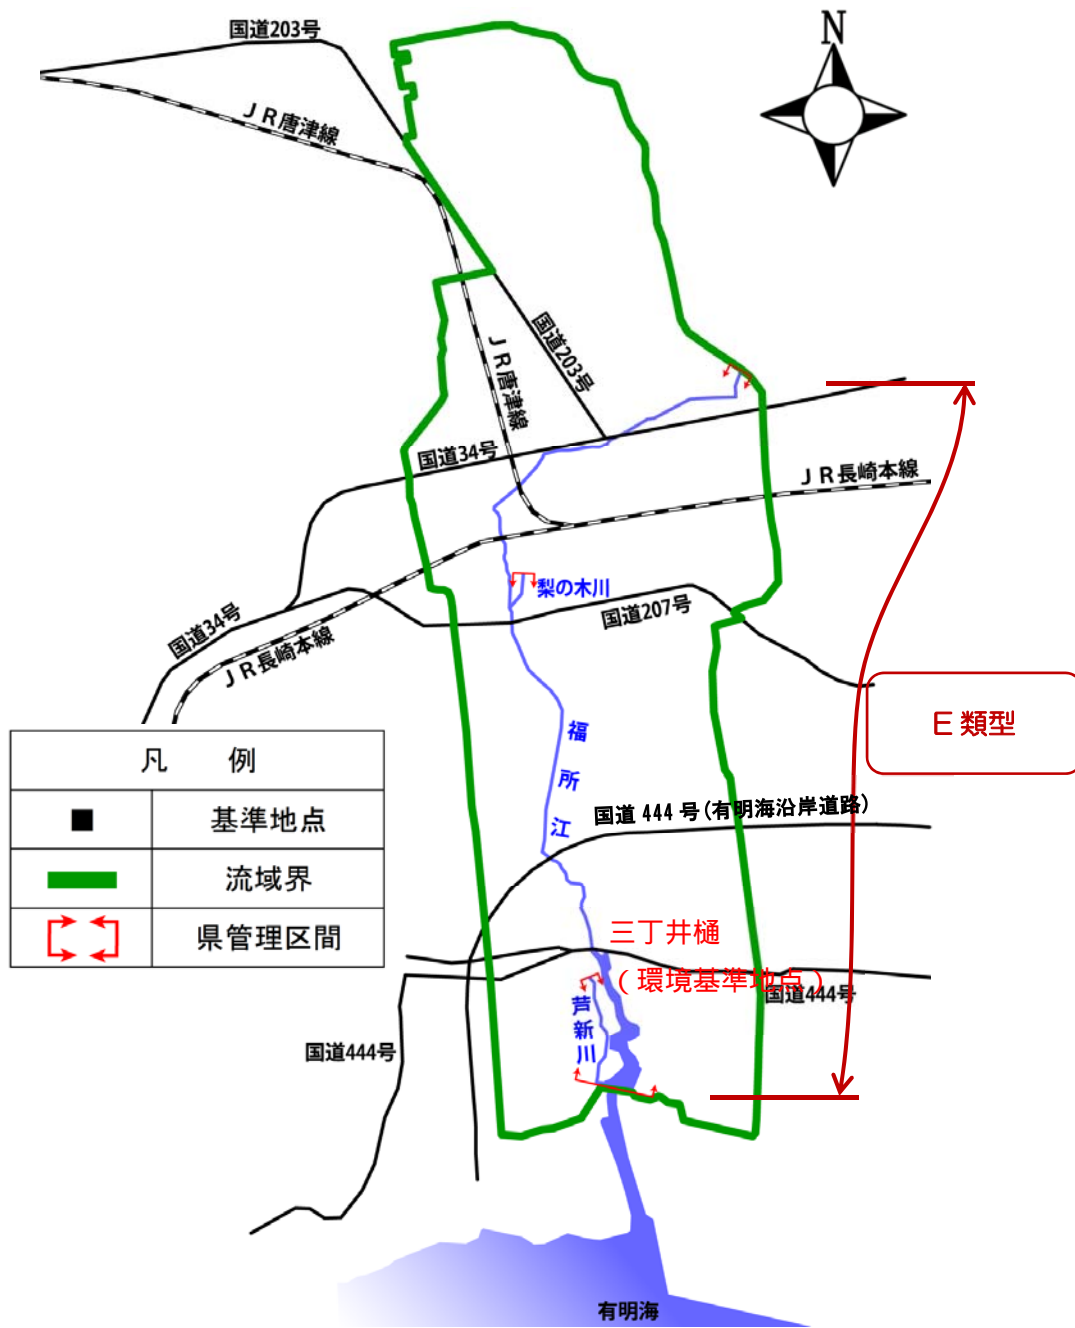 国道203号
N
ＪＲ唐津線
国道203号
ＪＲ唐津線
国道34号
ＪＲ長崎本線
梨の木川
国道207号
国道34号
ＪＲ長崎本線
Ｅ類型
福所江
凡　例
基準地点
流域界
県管理区間
国道 444 号(有明海沿岸道路)
三丁井樋
（環境基準地点）
国道444号
芦新川
国道444号
有明海